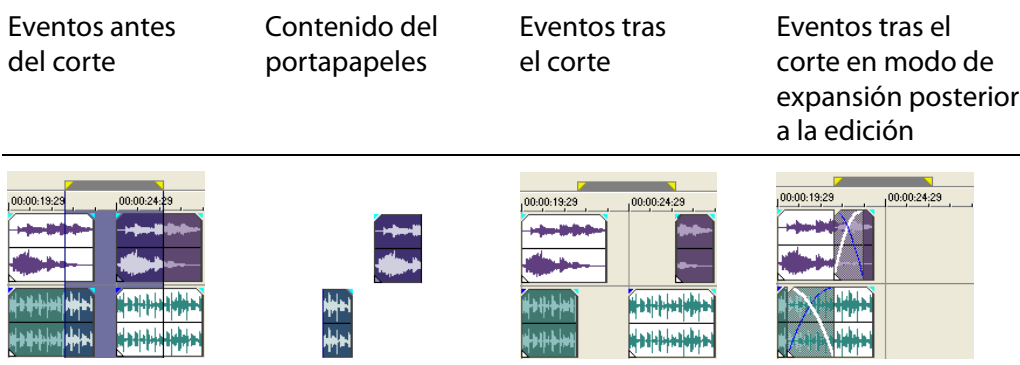 Eventos antes
del corte
Contenido del
portapapeles
Eventos tras
el corte
Eventos tras el
corte en modo de
expansión posterior
a la edición
00:00:19:29 00:00:24:29
00:00:19:29 00:00:24:29
00:00:19:29 00:00:24:29